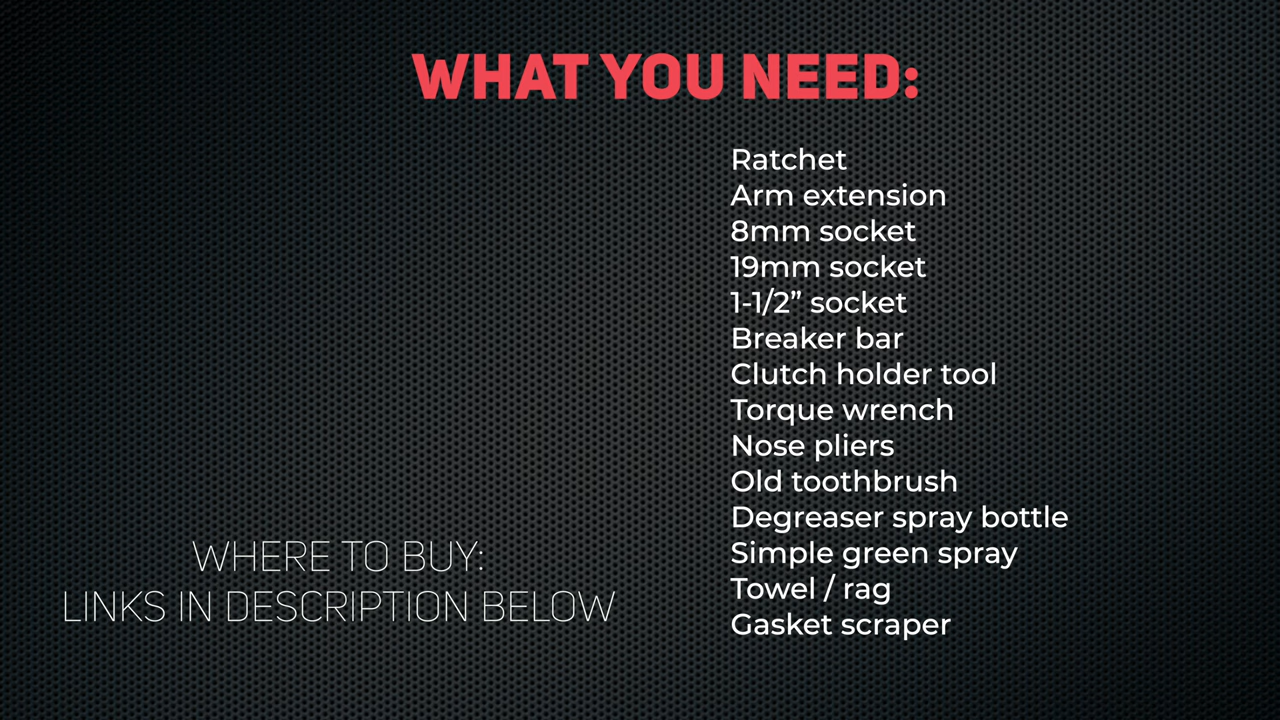 WHAT YOU NEED:
Ratchet
Arm extension
8mm socket
19mm socket
1-1/2” socket
Breaker bar
Clutch holder tool
Torque wrench
Nose pliers
Old toothbrush
Degreaser spray bottle
Simple green spray
Towel / rag
Gasket scraper
WHERE TO BUY:
LINKS IN DESCRIPTION BELOW